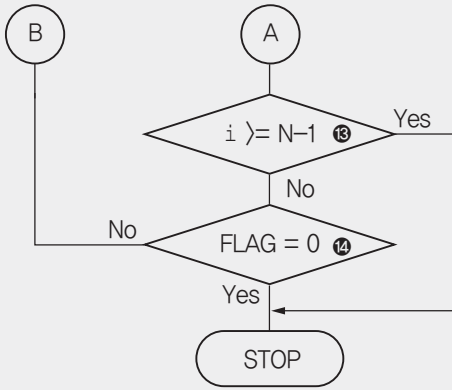 B
A
i >= N-1 ⓭
Yes
No
No
FLAG = 0 ⓮
Yes
STOP